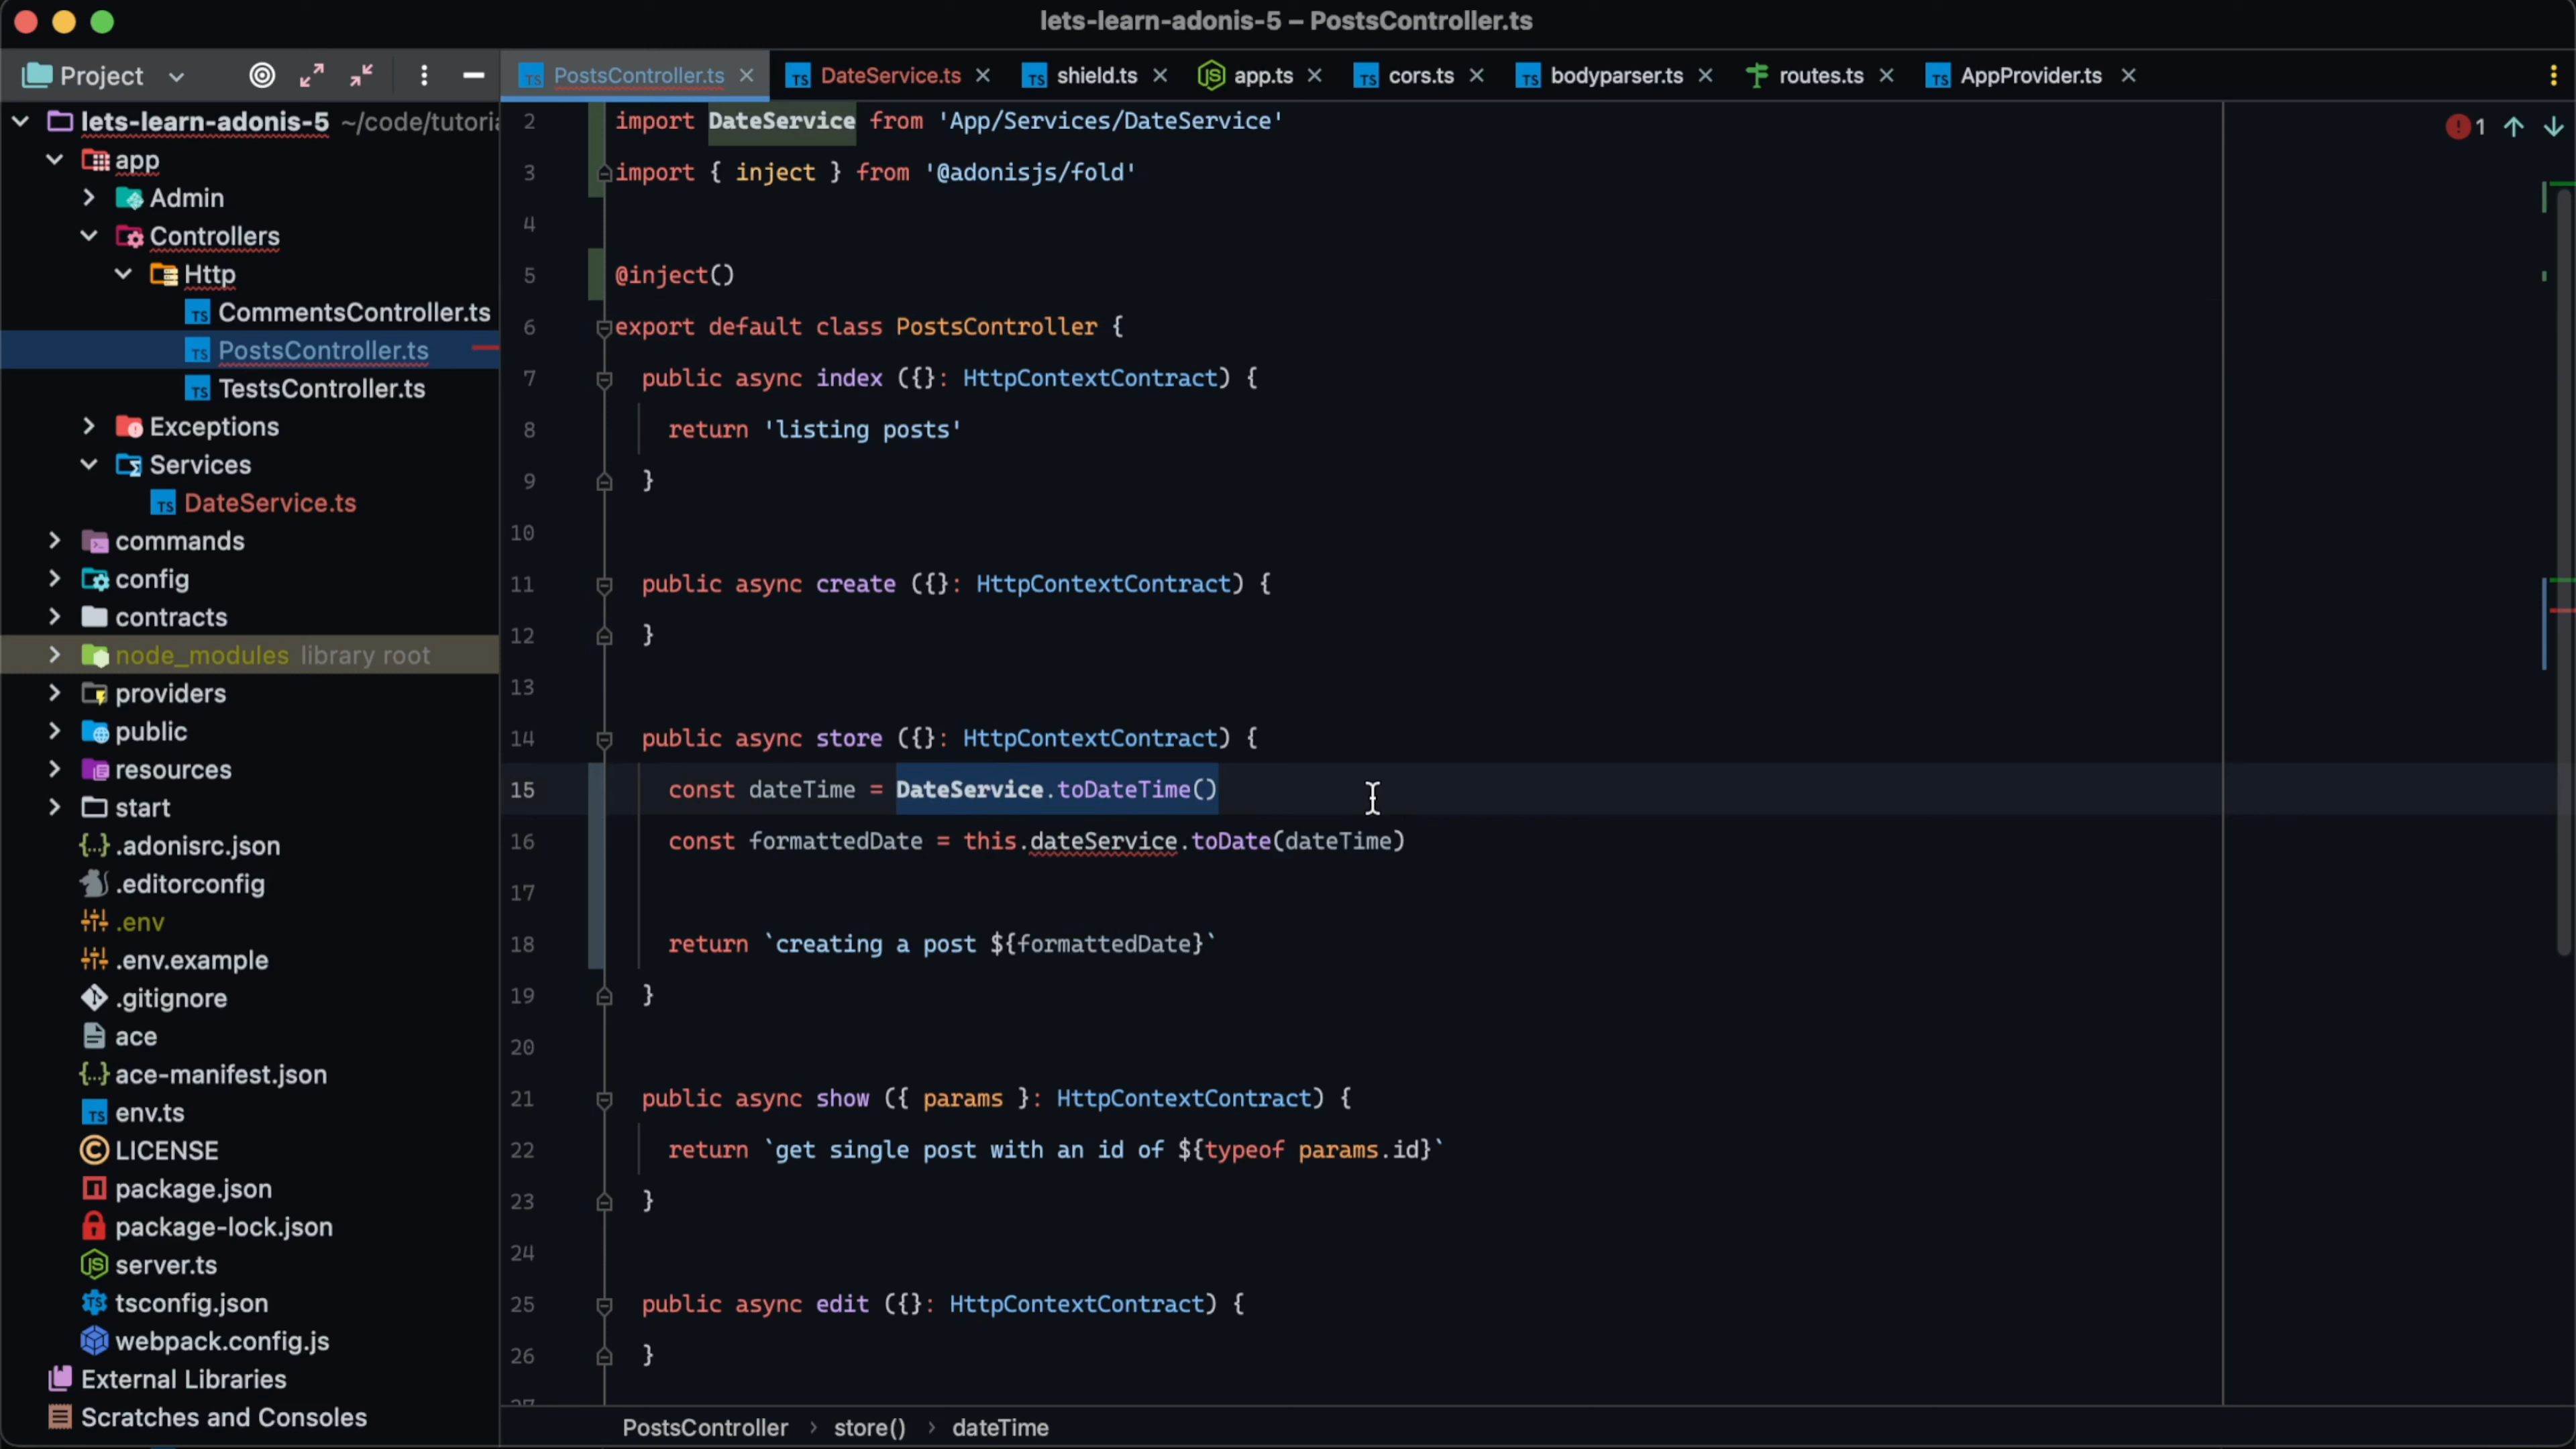 lets-learn-adonis-5 – PostsController.ts
Project
PostsController.ts
DateService.ts
shield.ts
app.ts
cors.ts
bodyparser.ts
routes.ts
AppProvider.ts
lets-learn-adonis-5 ~/code/tutoria
app
Admin
Controllers
Http
CommentsController.ts
PostsController.ts
TestsController.ts
Exceptions
Services
DateService.ts
commands
config
contracts
node_modules library root
providers
public
resources
start
.adonisrc.json
.editorconfig
.env
.env.example
.gitignore
ace
ace-manifest.json
env.ts
LICENSE
package.json
package-lock.json
server.ts
tsconfig.json
webpack.config.js
External Libraries
Scratches and Consoles
1
2 import DateService from 'App/Services/DateService'
3 import { inject } from '@adonisjs/fold'
4
5 @inject()
6 export default class PostsController {
7 public async index ({}: HttpContextContract) {
8 return 'listing posts'
9 }
10
11 public async create ({}: HttpContextContract) {
12 }
13
14 public async store ({}: HttpContextContract) {
15 const dateTime = DateService.toDateTime()
16 const formattedDate = this.dateService.toDate(dateTime)
17
18 return `creating a post ${formattedDate}`
19 }
20
21 public async show ({ params }: HttpContextContract) {
22 return `get single post with an id of ${typeof params.id}`
23 }
24
25 public async edit ({}: HttpContextContract) {
26 }
27
PostsController › store() › dateTime